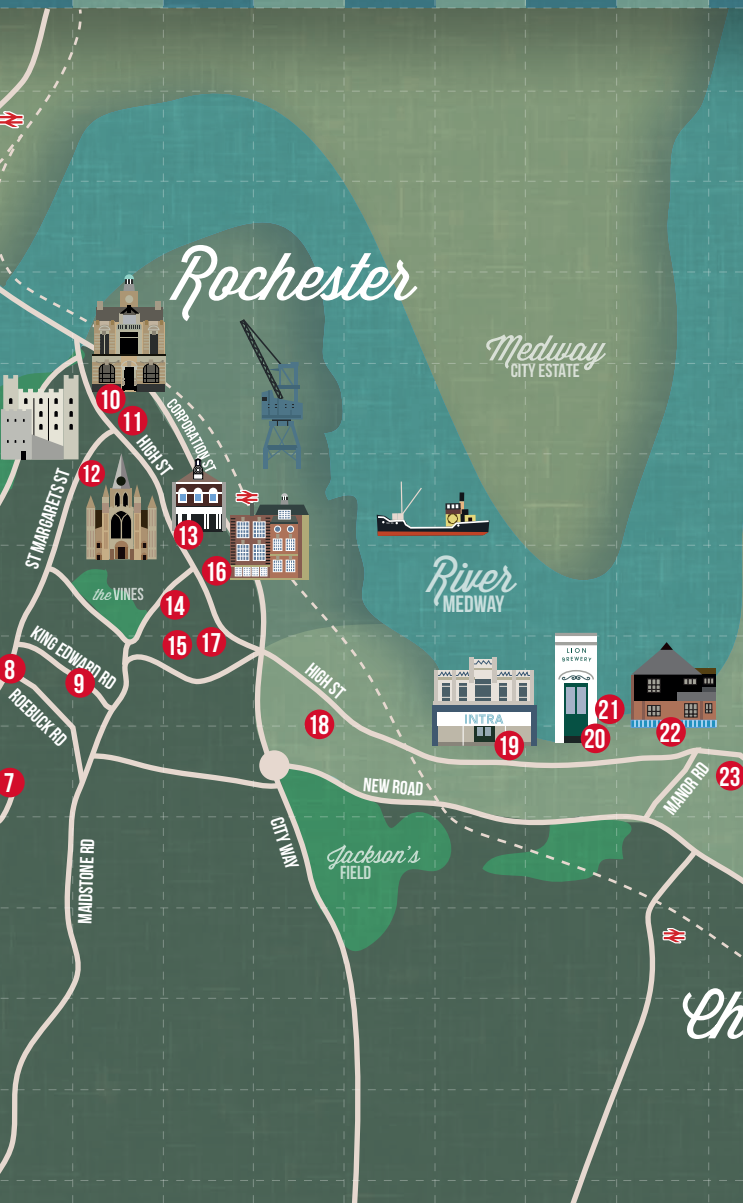 Rochester
Medway
CITY ESTATE
10
11
CORPORATION ST
HIGH ST
12
ST MARGARETS ST
13
16
River
MEDWAY
the VINES
14
15
17
KING EDWARD RD
8
9
ROEBUCK RD
HIGH ST
LION
BREWERY
INTRA
18
19
20
21
22
23
7
NEW ROAD
MANOR RD
CITY WAY
MAIDSTONE RD
Jackson's
FIELD
Ch